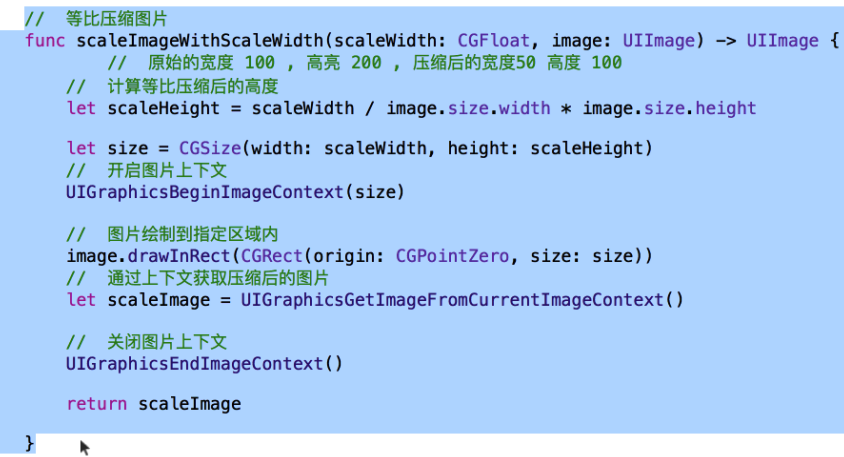 //  等比压缩图片
func scaleImageWithScaleWidth(scaleWidth: CGFloat, image: UIImage) -> UIImage {
        //  原始的宽度 100 , 高亮 200 , 压缩后的宽度50 高度 100
    //  计算等比压缩后的高度
    let scaleHeight = scaleWidth / image.size.width * image.size.height
    let size = CGSize(width: scaleWidth, height: scaleHeight)
    //  开启图片上下文
    UIGraphicsBeginImageContext(size)
    //  图片绘制到指定区域内
    image.drawInRect(CGRect(origin: CGPointZero, size: size))
    //  通过上下文获取压缩后的图片
    let scaleImage = UIGraphicsGetImageFromCurrentImageContext()
    //  关闭图片上下文
    UIGraphicsEndImageContext()
    return scaleImage
}